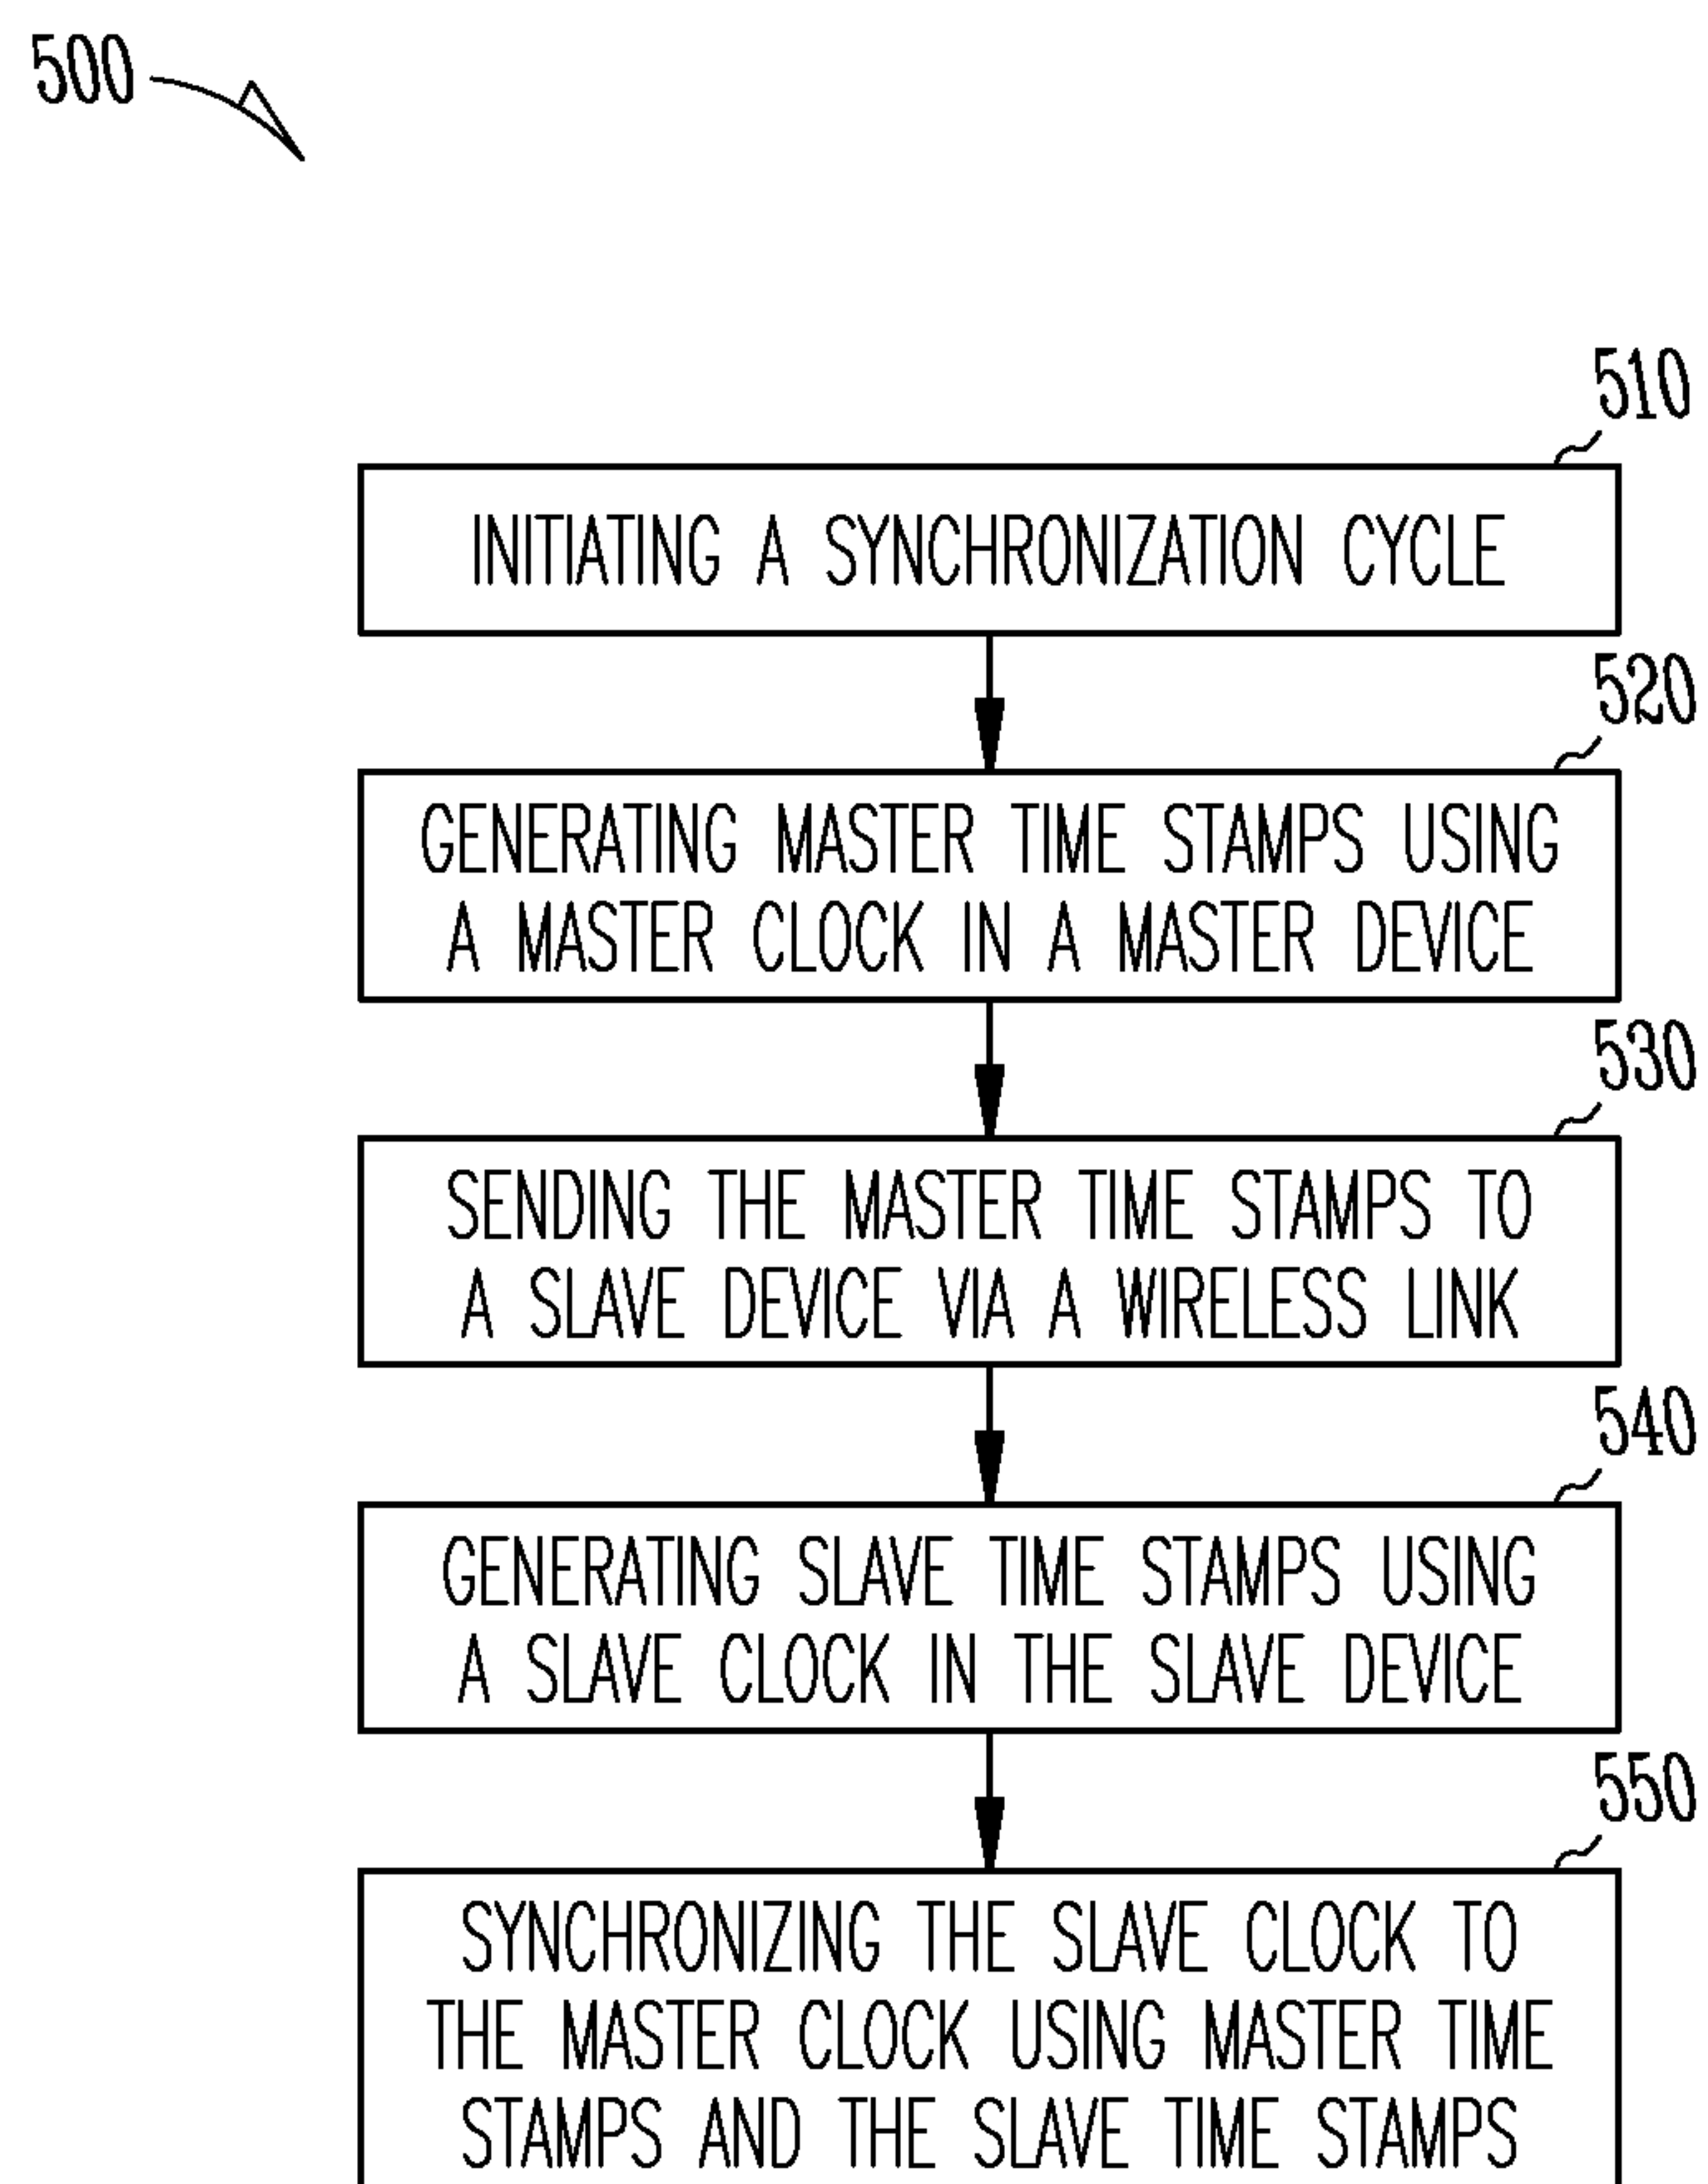 500
510
INITIATING A SYNCHRONIZATION CYCLE
520
GENERATING MASTER TIME STAMPS USING
A MASTER CLOCK IN A MASTER DEVICE
530
SENDING THE MASTER TIME STAMPS TO
A SLAVE DEVICE VIA A WIRELESS LINK
540
GENERATING SLAVE TIME STAMPS USING
A SLAVE CLOCK IN THE SLAVE DEVICE
550
SYNCHRONIZING THE SLAVE CLOCK TO
THE MASTER CLOCK USING MASTER TIME
STAMPS AND THE SLAVE TIME STAMPS